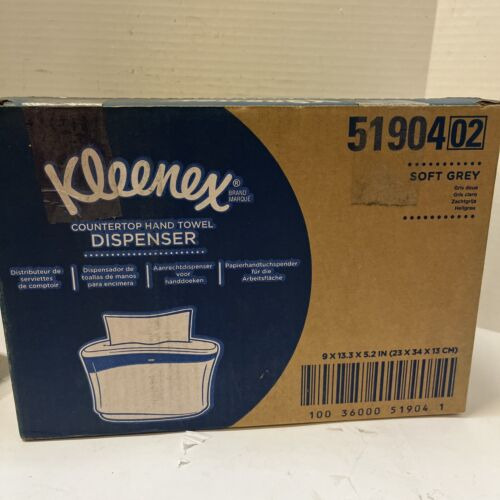 Kleenex®
BRAND
MARQUE
COUNTERTOP HAND TOWEL
DISPENSER
Distributeur de
serviettes
de comptoir
Dispensador de
toallas de manos
para encimera
Aanrechtdispenser
voor
handdoeken
Papierhandtuchspender
für die
Arbeitsfläche
51904 02
SOFT GREY
Gris doux
Gris claro
Zachtgrijs
Hellgrau
9 X 13.3 X 5.2 IN (23 X 34 X 13 CM)
100 36000 51904 1